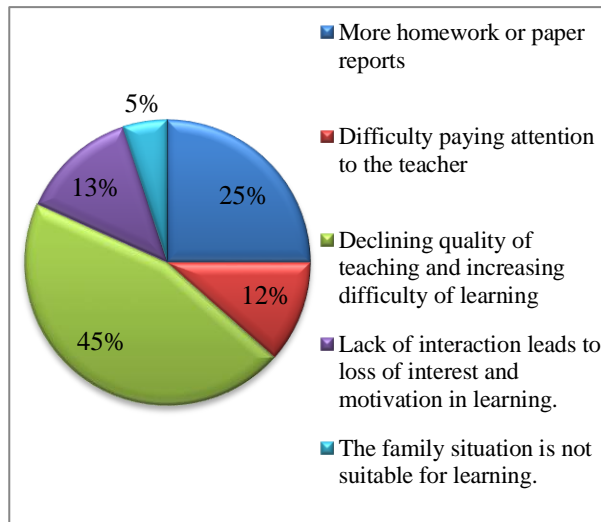 More homework or paper
reports
5%
Difficulty paying attention
to the teacher
13%
25%
12%
Declining quality of
teaching and increasing
difficulty of learning
45%
Lack of interaction leads to
loss of interest and
motivation in learning.
The family situation is not
suitable for learning.